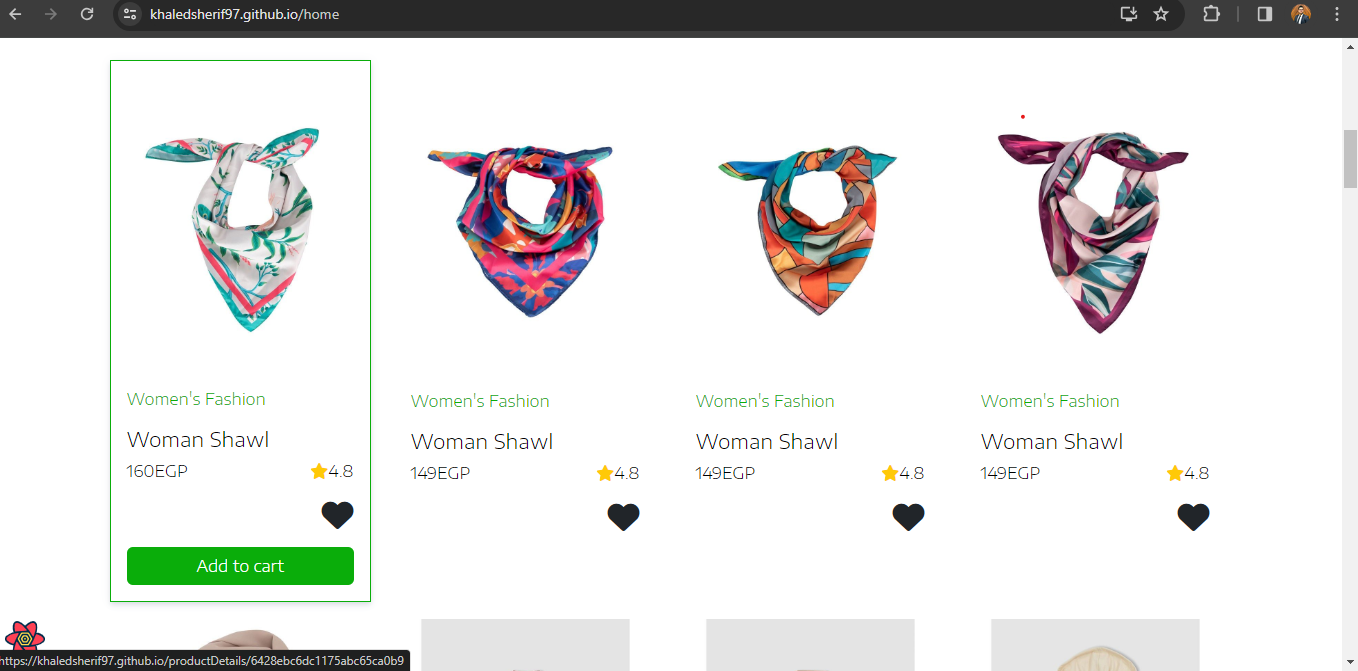 khaledsherif97.github.io/home
Women's Fashion
Woman Shawl
160EGP
4.8
Add to cart
Women's Fashion
Woman Shawl
149EGP
4.8
Women's Fashion
Woman Shawl
149EGP
4.8
Women's Fashion
Woman Shawl
149EGP
4.8
https://khaledsherif97.github.io/productDetails/6428ebc6dc1175abc65ca0b9